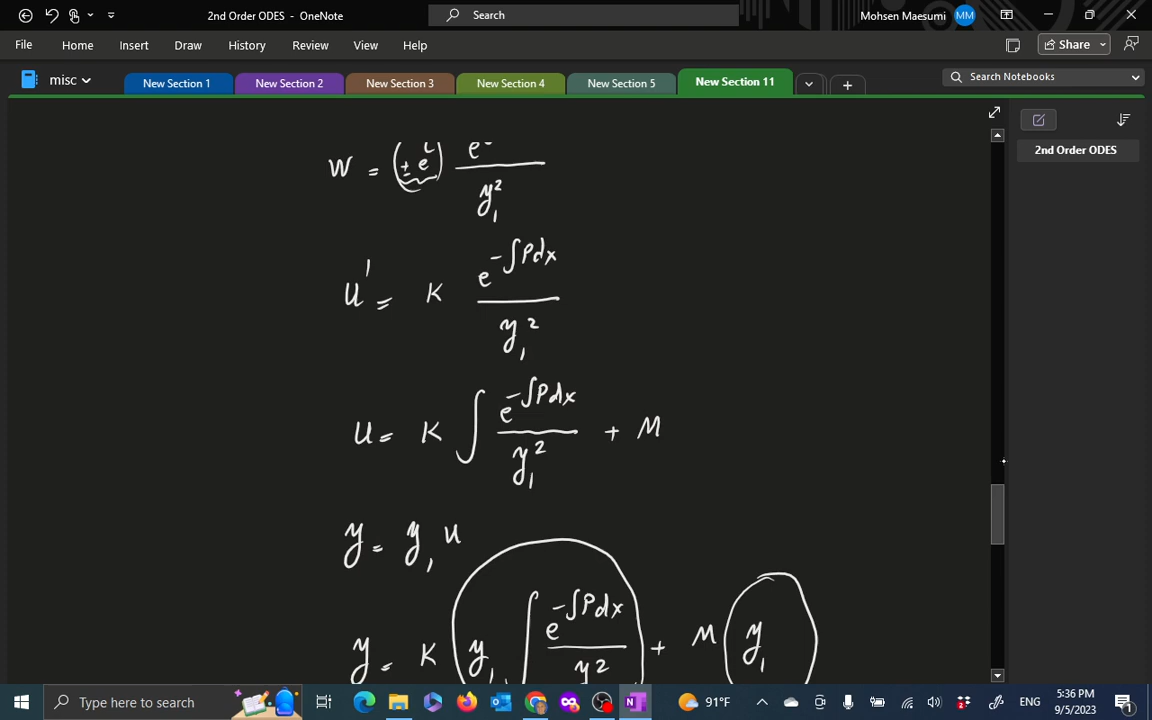 2nd Order ODES - OneNote
Search
Mohsen Maesumi
MM
File Home Insert Draw History Review View Help
Share
misc
New Section 1 New Section 2 New Section 3 New Section 4 New Section 5 New Section 11
Search Notebooks
2nd Order ODES
W = (± e^c) e / y₁²
u' = K e^(-∫Pdx) / y₁²
u = K ∫ e^(-∫Pdx) / y₁² + M
y = y₁ u
y = K y₁ ∫ e^(-∫Pdx) / y² + M y₁
Type here to search
91°F
ENG
5:36 PM
9/5/2023
1